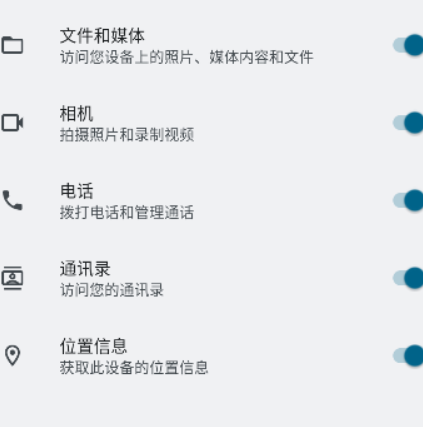 文件和媒体
访问您设备上的照片、媒体内容和文件
相机
拍摄照片和录制视频
电话
拨打电话和管理通话
通讯录
访问您的通讯录
位置信息
获取此设备的位置信息